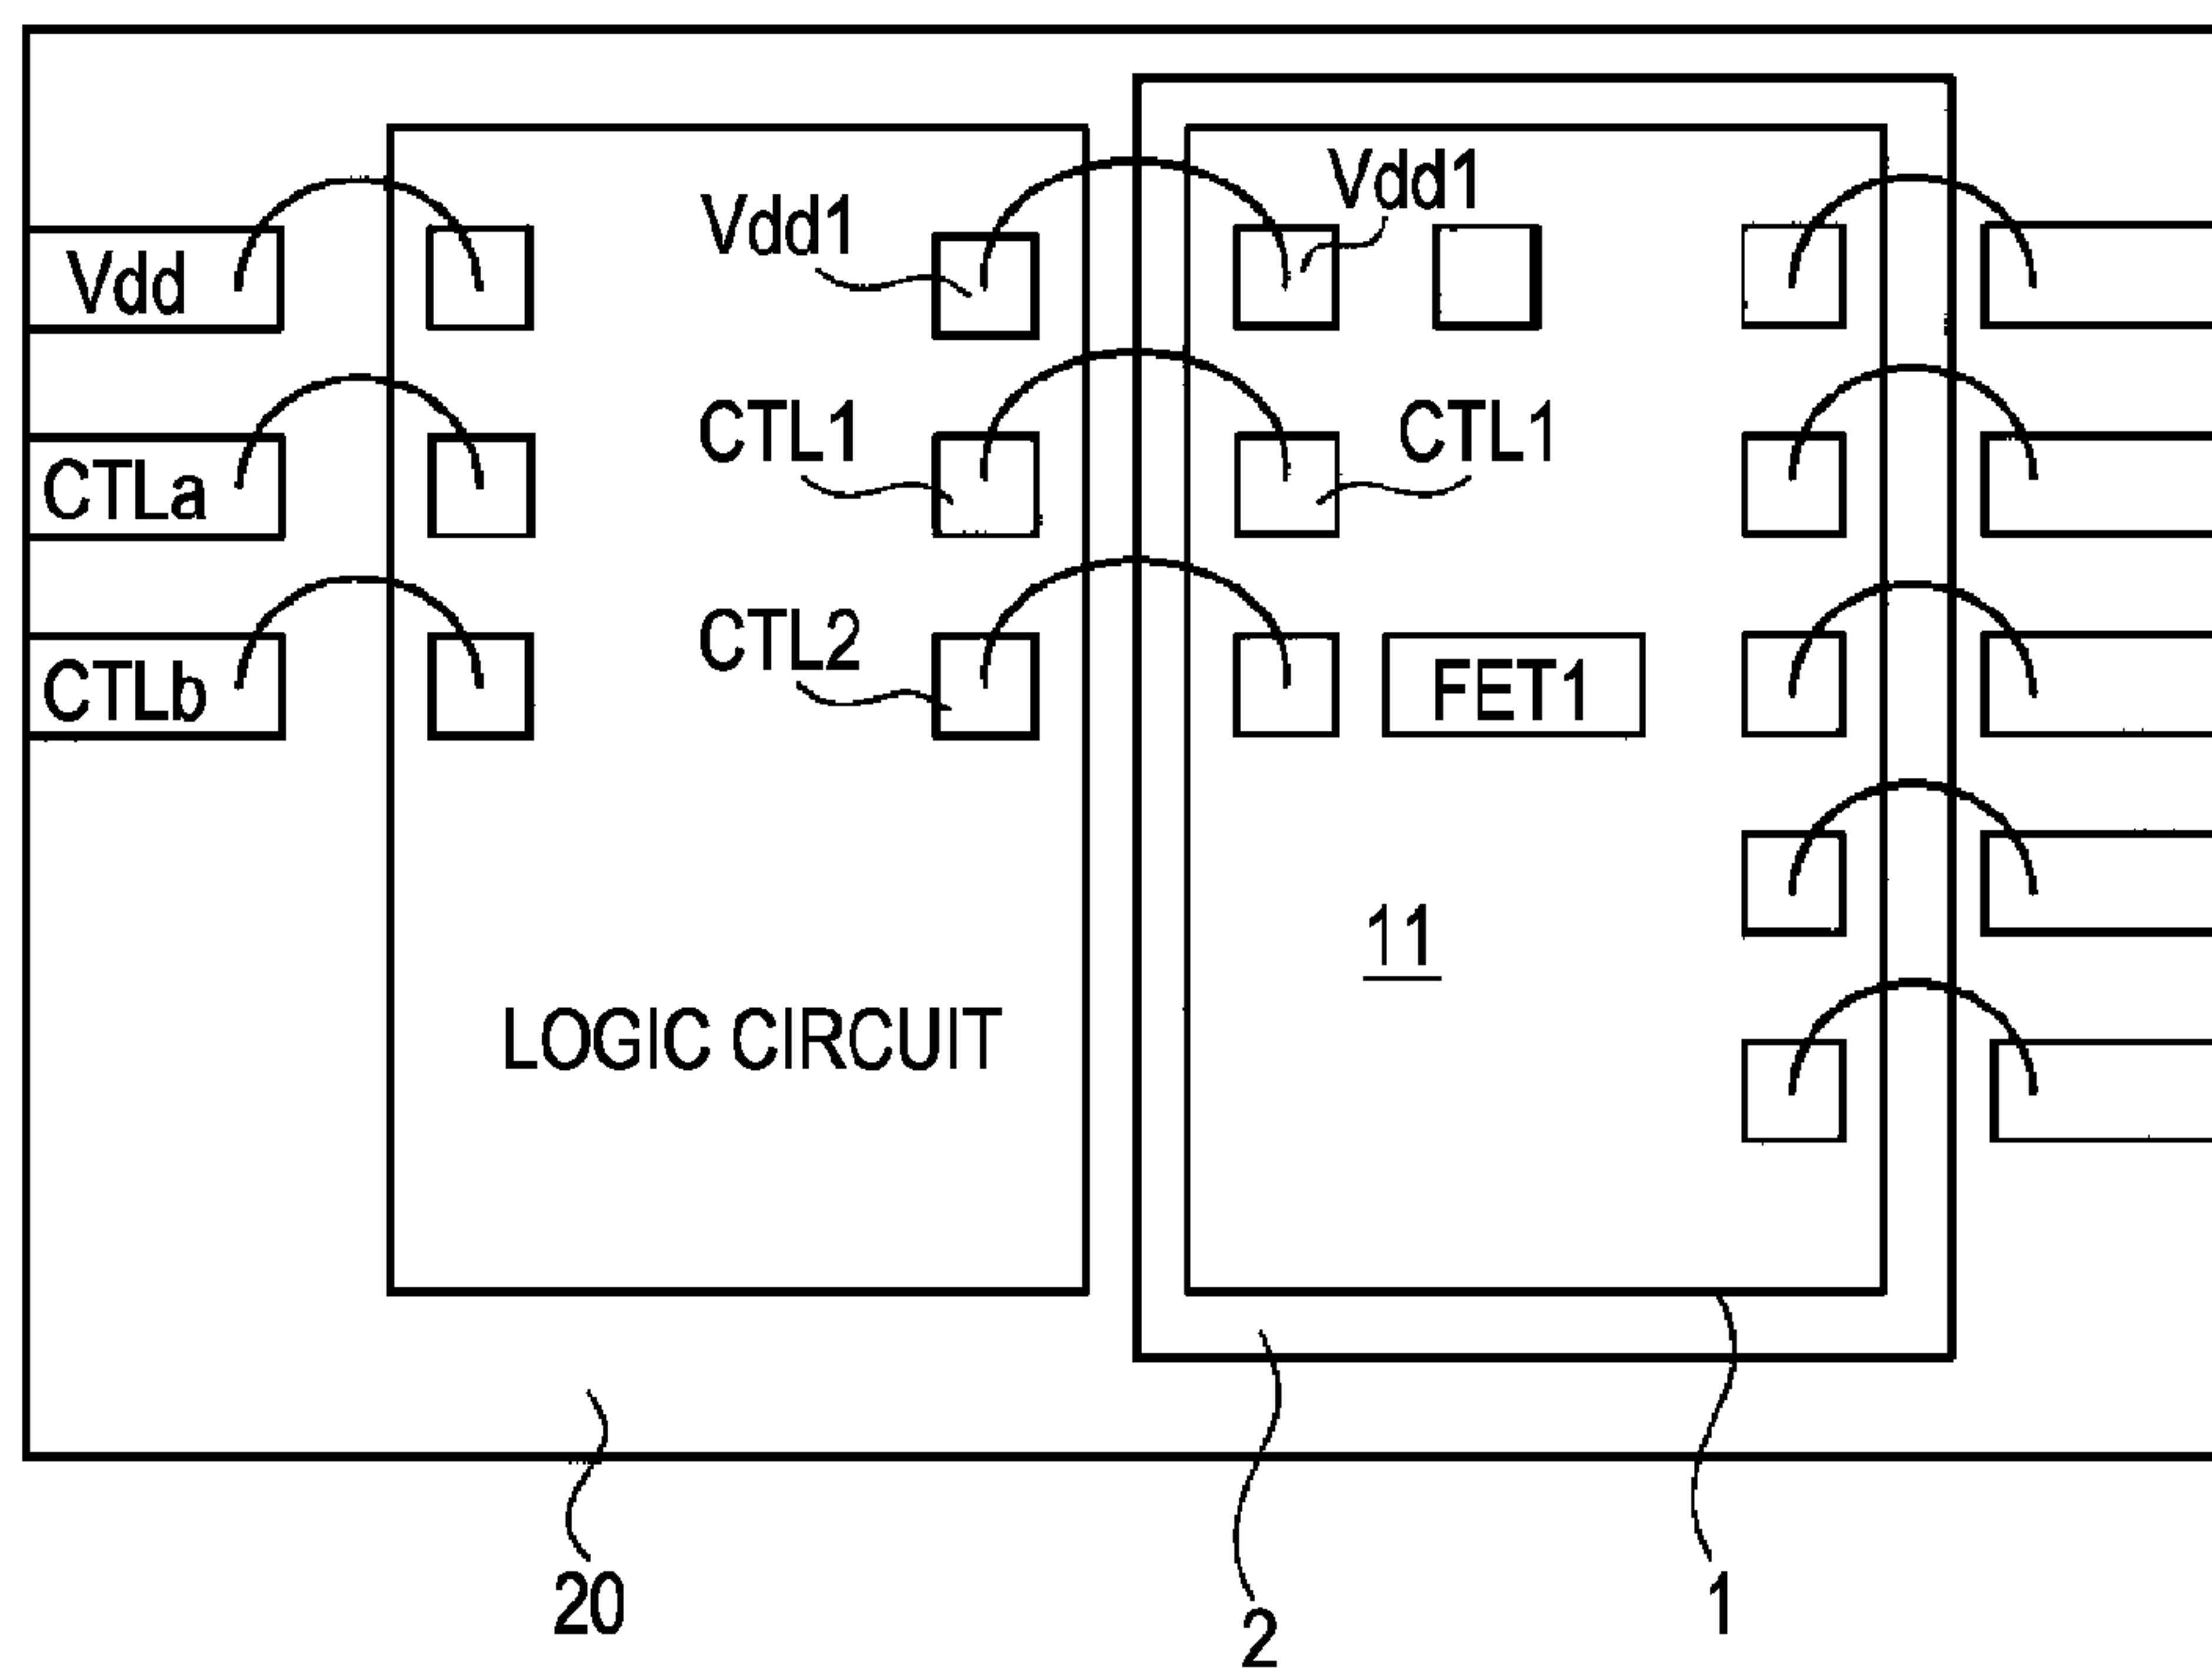 Vdd1
Vdd1
Vdd
CTL1
CTL1
CTLa
CTL2
CTLb
FET1
11
LOGIC CIRCUIT
20
2
1